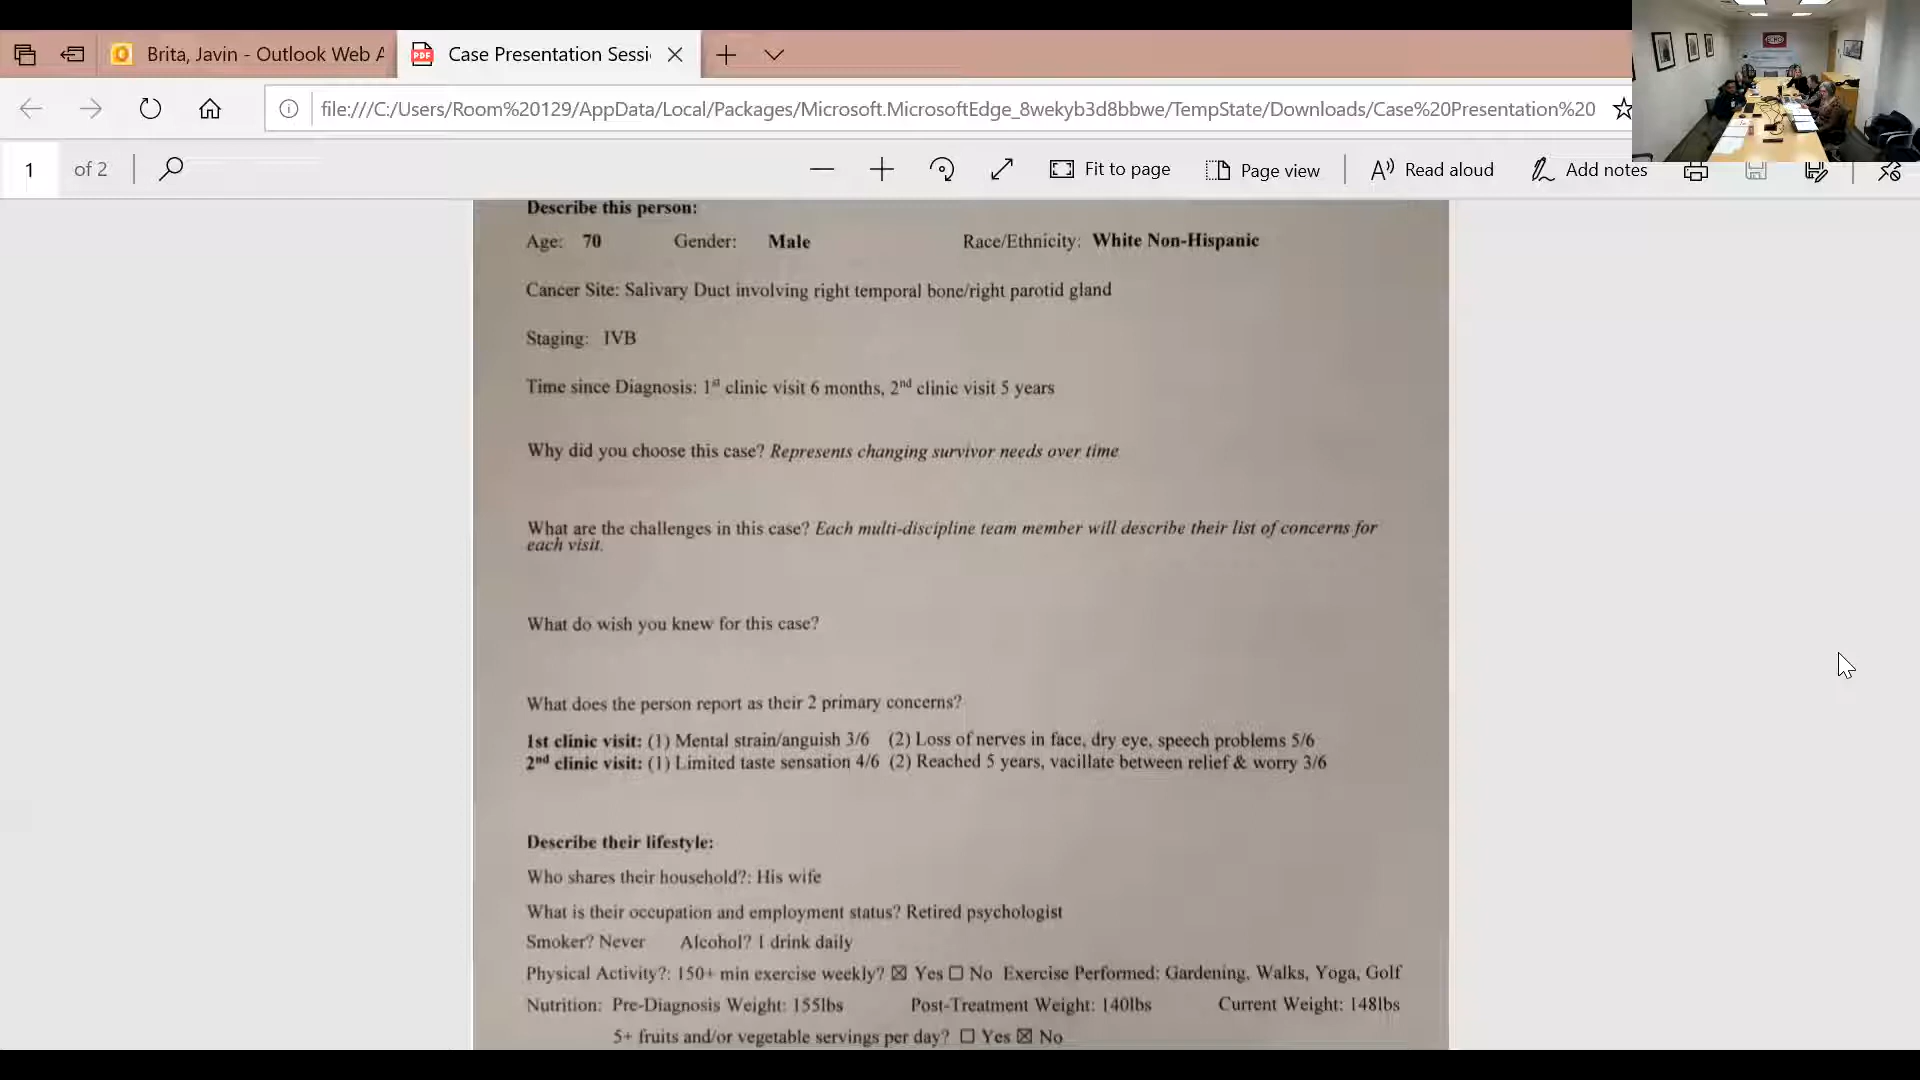 Brita, Javin - Outlook Web A
Case Presentation Sessi
file:///C:/Users/Room%20129/AppData/Local/Packages/Microsoft.MicrosoftEdge_8wekyb3d8bbwe/TempState/Downloads/Case%20Presentation%20
1 of 2
Fit to page
Page view
Read aloud
Add notes
Describe this person:
Age: 70 Gender: Male Race/Ethnicity: White Non-Hispanic
Cancer Site: Salivary Duct involving right temporal bone/right parotid gland
Staging: IVB
Time since Diagnosis: 1st clinic visit 6 months, 2nd clinic visit 5 years
Why did you choose this case? Represents changing survivor needs over time
What are the challenges in this case? Each multi-discipline team member will describe their list of concerns for
each visit.
What do wish you knew for this case?
What does the person report as their 2 primary concerns?
1st clinic visit: (1) Mental strain/anguish 3/6 (2) Loss of nerves in face, dry eye, speech problems 5/6
2nd clinic visit: (1) Limited taste sensation 4/6 (2) Reached 5 years, vacillate between relief & worry 3/6
Describe their lifestyle:
Who shares their household?: His wife
What is their occupation and employment status? Retired psychologist
Smoker? Never Alcohol? I drink daily
Physical Activity?: 150+ min exercise weekly? ☒ Yes ☐ No Exercise Performed: Gardening, Walks, Yoga, Golf
Nutrition: Pre-Diagnosis Weight: 155lbs Post-Treatment Weight: 140lbs Current Weight: 148lbs
5+ fruits and/or vegetable servings per day? ☐ Yes ☒ No